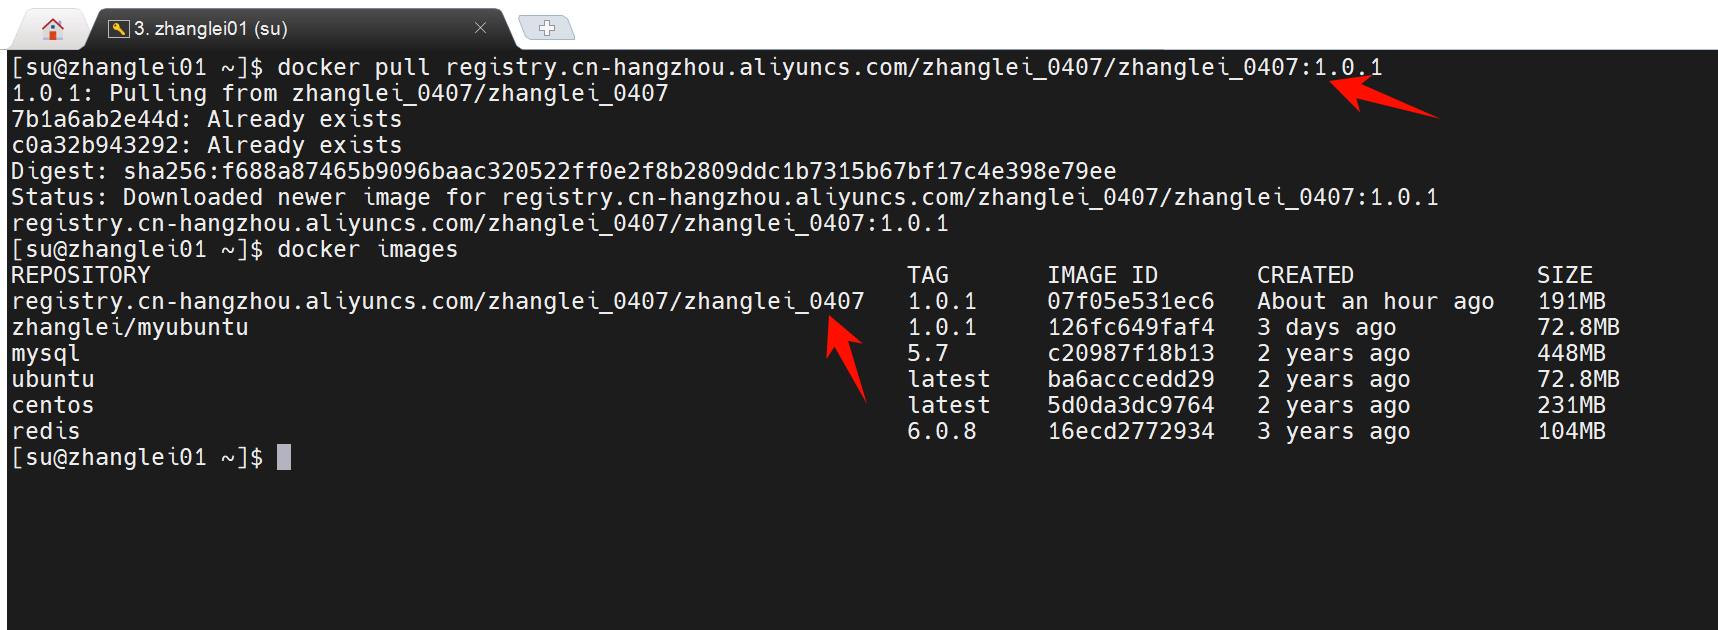 3. zhanglei01 (su)
[su@zhanglei01 ~]$ docker pull registry.cn-hangzhou.aliyuncs.com/zhanglei_0407/zhanglei_0407:1.0.1
1.0.1: Pulling from zhanglei_0407/zhanglei_0407
7b1a6ab2e44d: Already exists
c0a32b943292: Already exists
Digest: sha256:f688a87465b9096baac320522ff0e2f8b2809ddc1b7315b67bf17c4e398e79ee
Status: Downloaded newer image for registry.cn-hangzhou.aliyuncs.com/zhanglei_0407/zhanglei_0407:1.0.1
registry.cn-hangzhou.aliyuncs.com/zhanglei_0407/zhanglei_0407:1.0.1
[su@zhanglei01 ~]$ docker images
REPOSITORY TAG IMAGE ID CREATED SIZE
registry.cn-hangzhou.aliyuncs.com/zhanglei_0407/zhanglei_0407 1.0.1 07f05e531ec6 About an hour ago 191MB
zhanglei/myubuntu 1.0.1 126fc649faf4 3 days ago 72.8MB
mysql 5.7 c20987f18b13 2 years ago 448MB
ubuntu latest ba6acccedd29 2 years ago 72.8MB
centos latest 5d0da3dc9764 2 years ago 231MB
redis 6.0.8 16ecd2772934 3 years ago 104MB
[su@zhanglei01 ~]$